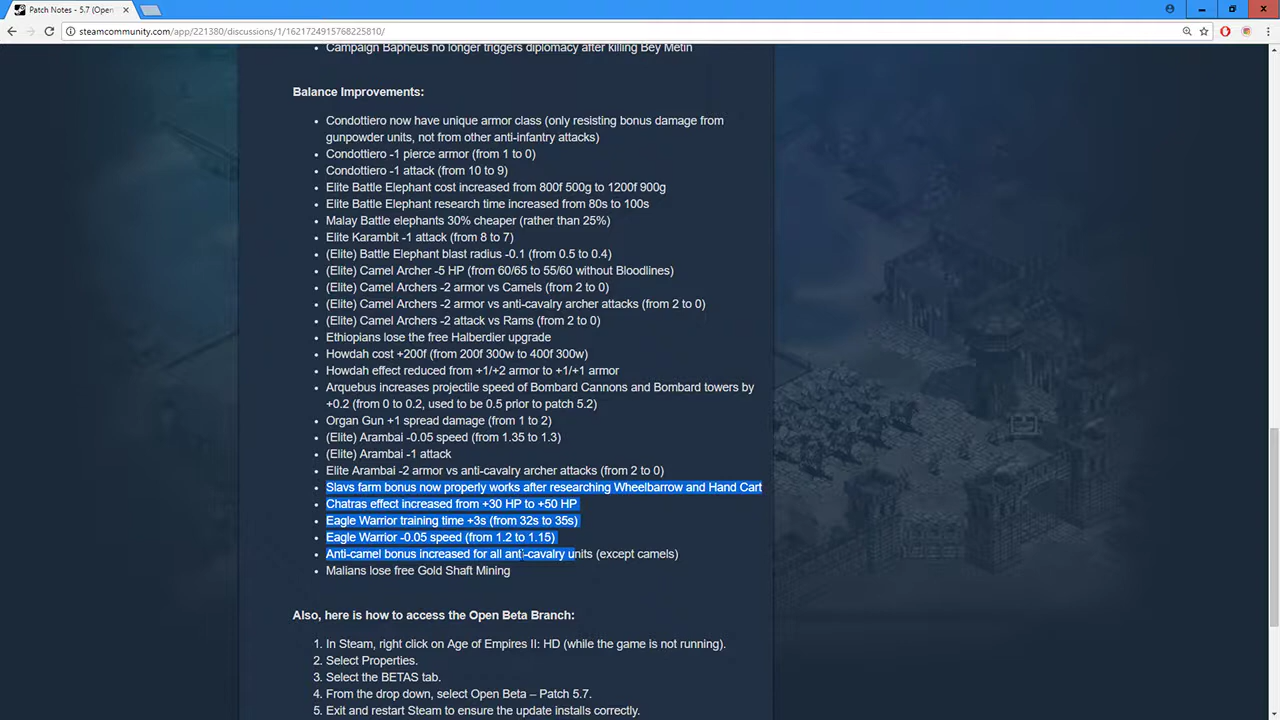 Patch Notes - 5.7 (Open
steamcommunity.com/app/221380/discussions/1/1621724915768225810/
Campaign Bapheus no longer triggers diplomacy after killing Bey Metin
Balance Improvements:
Condottiero now have unique armor class (only resisting bonus damage from
gunpowder units, not from other anti-infantry attacks)
Condottiero -1 pierce armor (from 1 to 0)
Condottiero -1 attack (from 10 to 9)
Elite Battle Elephant cost increased from 800f 500g to 1200f 900g
Elite Battle Elephant research time increased from 80s to 100s
Malay Battle elephants 30% cheaper (rather than 25%)
Elite Karambit -1 attack (from 8 to 7)
(Elite) Battle Elephant blast radius -0.1 (from 0.5 to 0.4)
(Elite) Camel Archer -5 HP (from 60/65 to 55/60 without Bloodlines)
(Elite) Camel Archers -2 armor vs Camels (from 2 to 0)
(Elite) Camel Archers -2 armor vs anti-cavalry archer attacks (from 2 to 0)
(Elite) Camel Archers -2 attack vs Rams (from 2 to 0)
Ethiopians lose the free Halberdier upgrade
Howdah cost +200f (from 200f 300w to 400f 300w)
Howdah effect reduced from +1/+2 armor to +1/+1 armor
Arquebus increases projectile speed of Bombard Cannons and Bombard towers by
+0.2 (from 0 to 0.2, used to be 0.5 prior to patch 5.2)
Organ Gun +1 spread damage (from 1 to 2)
(Elite) Arambai -0.05 speed (from 1.35 to 1.3)
(Elite) Arambai -1 attack
Elite Arambai -2 armor vs anti-cavalry archer attacks (from 2 to 0)
Slavs farm bonus now properly works after researching Wheelbarrow and Hand Cart
Chatras effect increased from +30 HP to +50 HP
Eagle Warrior training time +3s (from 32s to 35s)
Eagle Warrior -0.05 speed (from 1.2 to 1.15)
Anti-camel bonus increased for all anti-cavalry units (except camels)
Malians lose free Gold Shaft Mining
Also, here is how to access the Open Beta Branch:
1. In Steam, right click on Age of Empires II: HD (while the game is not running).
2. Select Properties.
3. Select the BETAS tab.
4. From the drop down, select Open Beta – Patch 5.7.
5. Exit and restart Steam to ensure the update installs correctly.